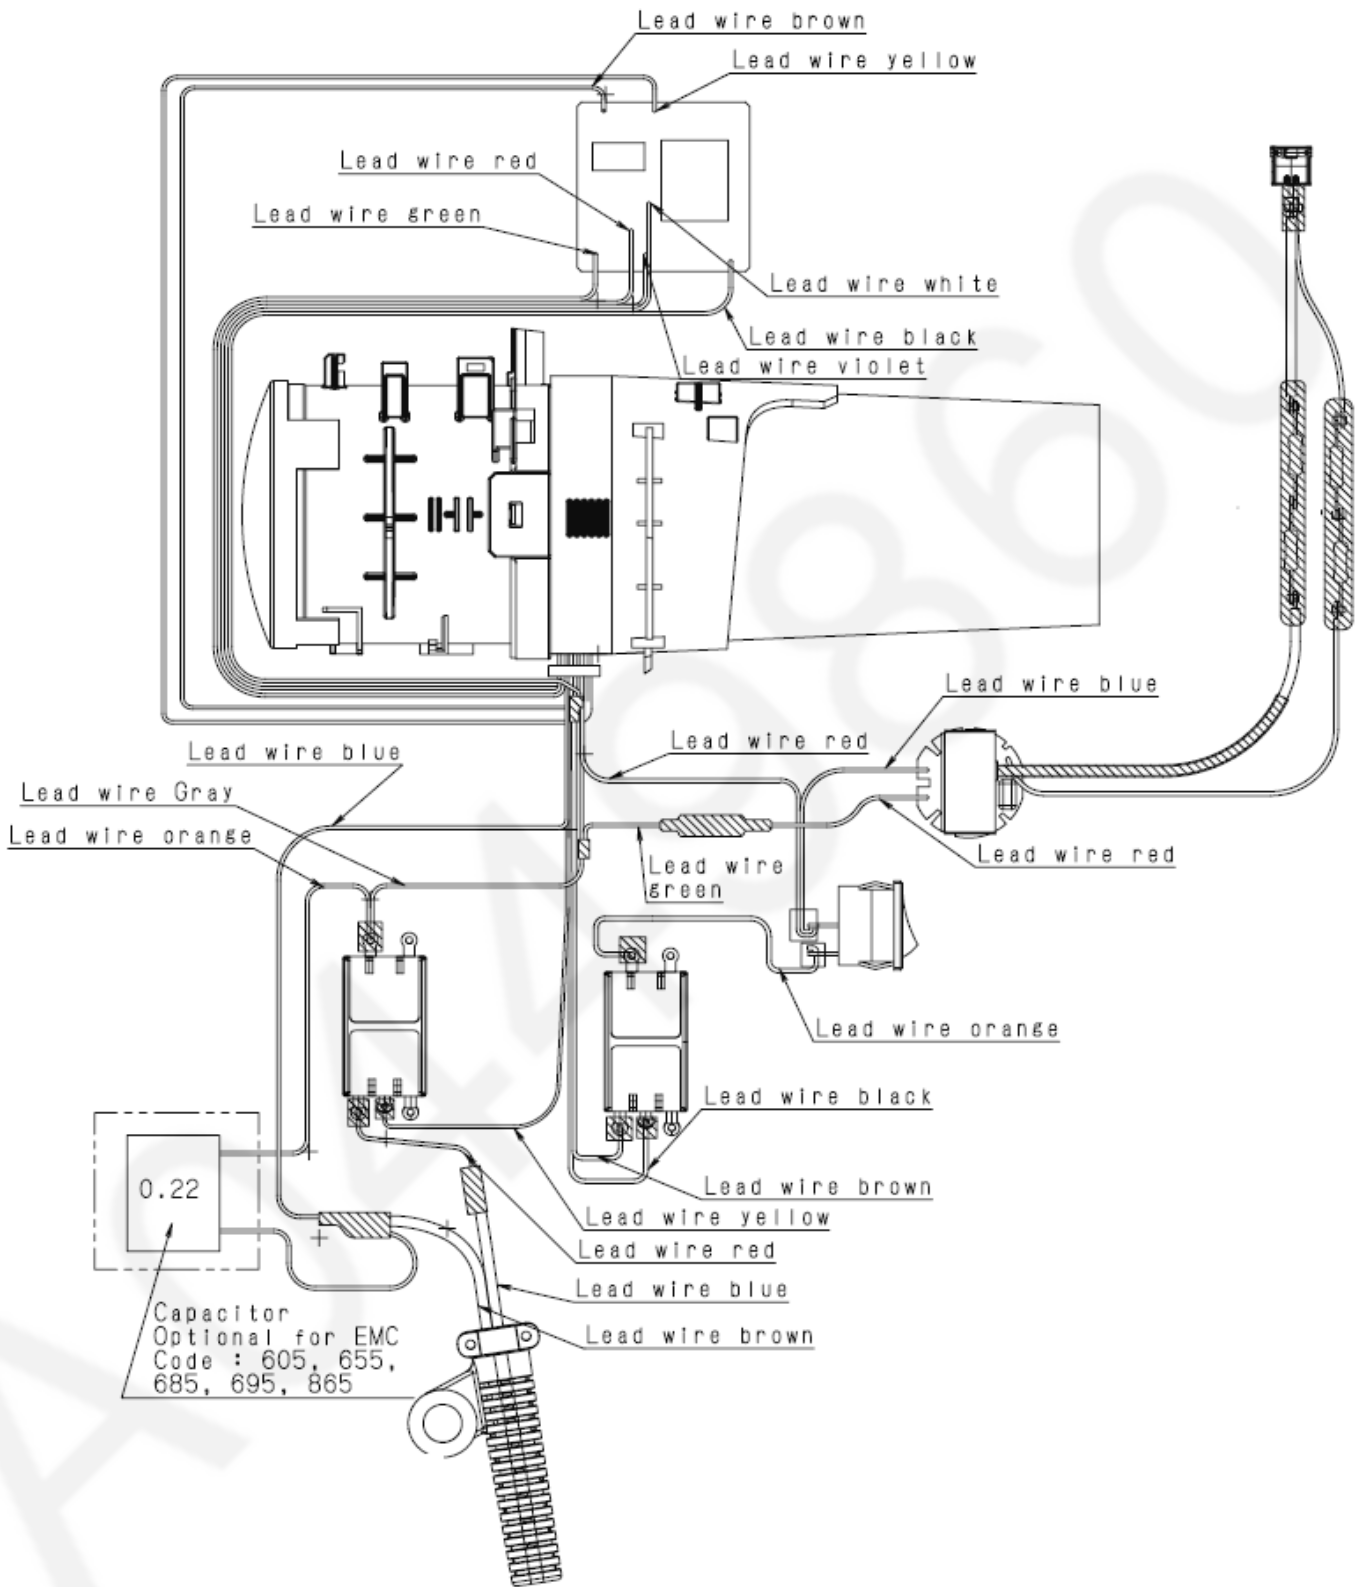 Lead wire brown
Lead wire yellow
Lead wire red
Lead wire green
Lead wire white
Lead wire black
Lead wire violet
Lead wire blue
Lead wire red
Lead wire blue
Lead wire Gray
Lead wire orange
Lead wire
green
Lead wire red
Lead wire orange
Lead wire black
Lead wire brown
0.22
Lead wire yellow
Lead wire red
Lead wire blue
Capacitor
Optional for EMC
Code : 605, 655,
685, 695, 865
Lead wire brown